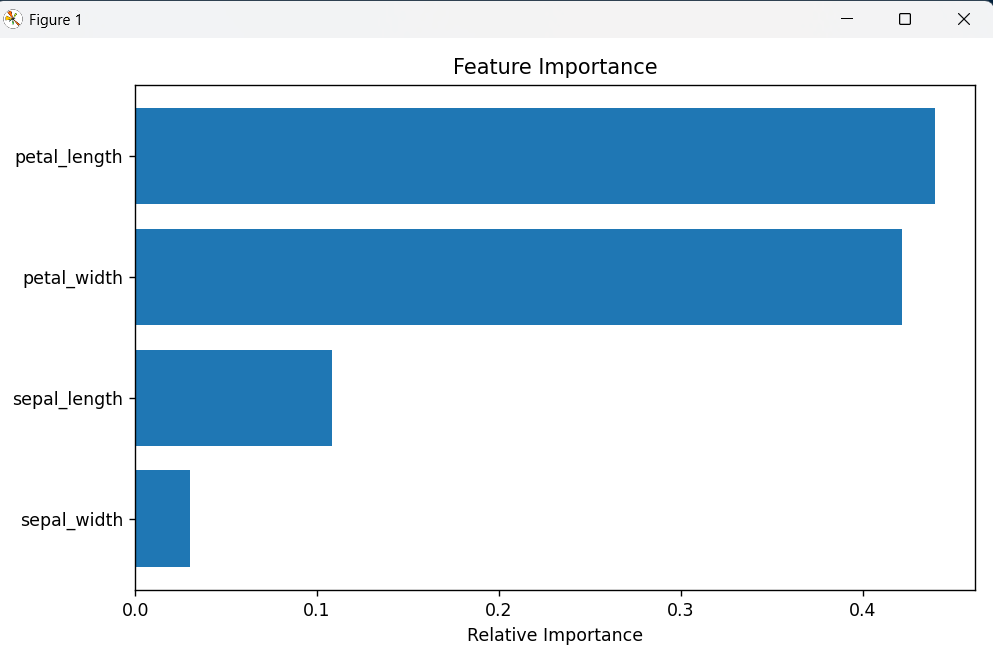 Figure 1
Feature Importance
petal_length
petal_width
sepal_length
sepal_width
0.0 0.1 0.2 0.3 0.4
Relative Importance